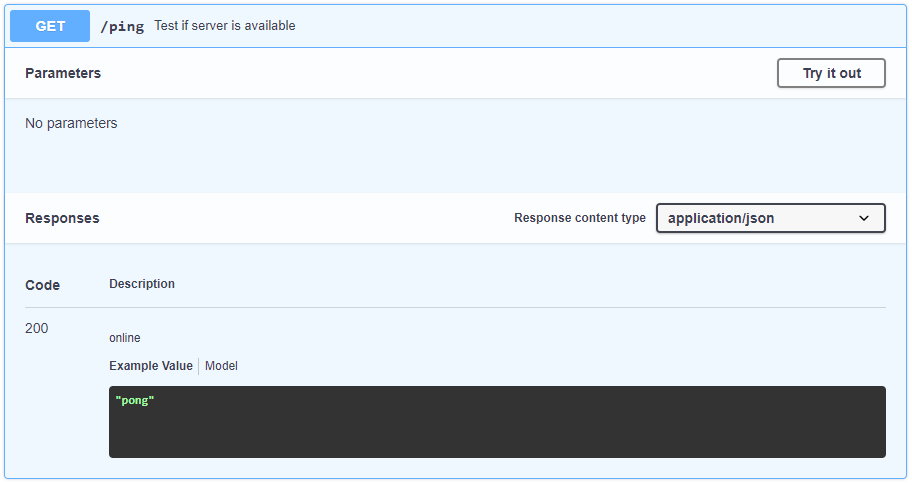 GET /ping Test if server is available
Parameters Try it out
No parameters
Responses Response content type application/json
Code Description
200
online
Example Value Model
"pong"